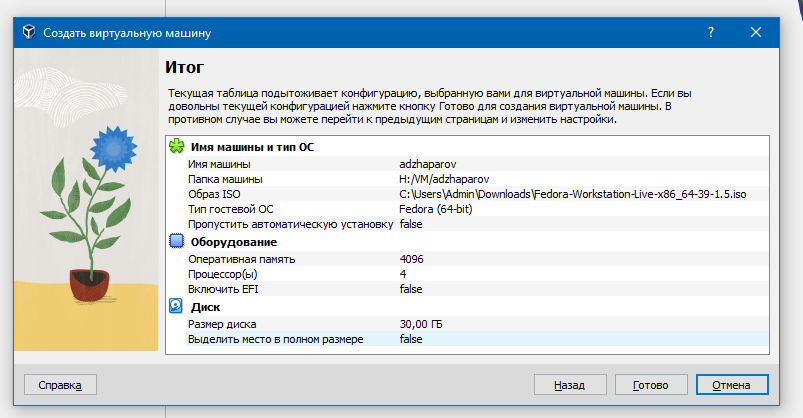 Создать виртуальную машину
Итог
Текущая таблица подытоживает конфигурацию, выбранную вами для виртуальной машины. Если вы
довольны текущей конфигурацией нажмите кнопку Готово для создания виртуальной машины. В
противном случае вы можете перейти к предыдущим страницам и изменить настройки.
Имя машины и тип ОС
Имя машины adzhaparov
Папка машины H:/VM/adzhaparov
Образ ISO C:\Users\Admin\Downloads\Fedora-Workstation-Live-x86_64-39-1.5.iso
Тип гостевой ОС Fedora (64-bit)
Пропустить автоматическую установку false
Оборудование
Оперативная память 4096
Процессор(ы) 4
Включить EFI false
Диск
Размер диска 30,00 ГБ
Выделить место в полном размере false
Справка Назад Готово Отмена